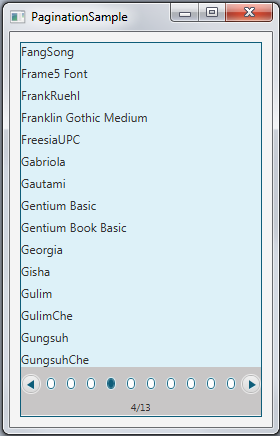 PaginationSample
FangSong
Frame5 Font
FrankRuehl
Franklin Gothic Medium
FreesiaUPC
Gabriola
Gautami
Gentium Basic
Gentium Book Basic
Georgia
Gisha
Gulim
GulimChe
Gungsuh
GungsuhChe
4/13